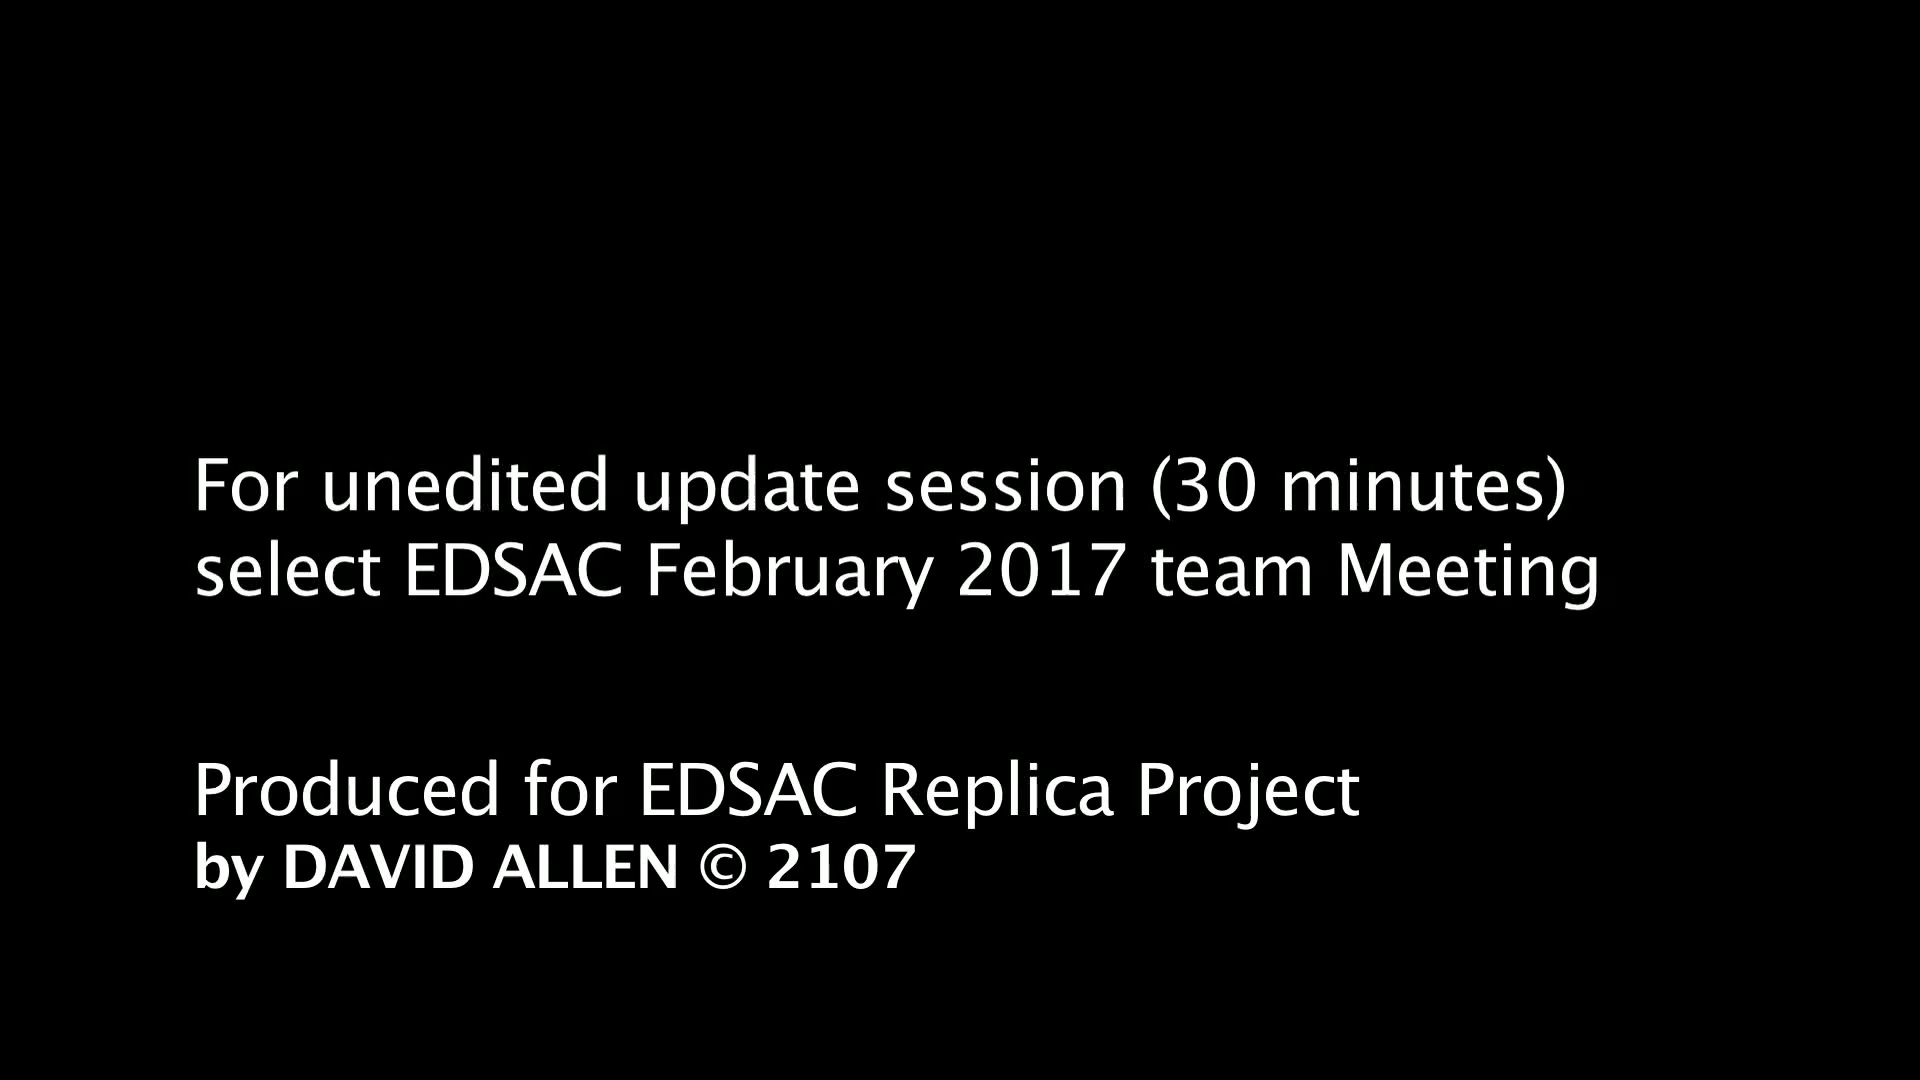 For unedited update session (30 minutes)
select EDSAC February 2017 team Meeting
Produced for EDSAC Replica Project
by DAVID ALLEN © 2107